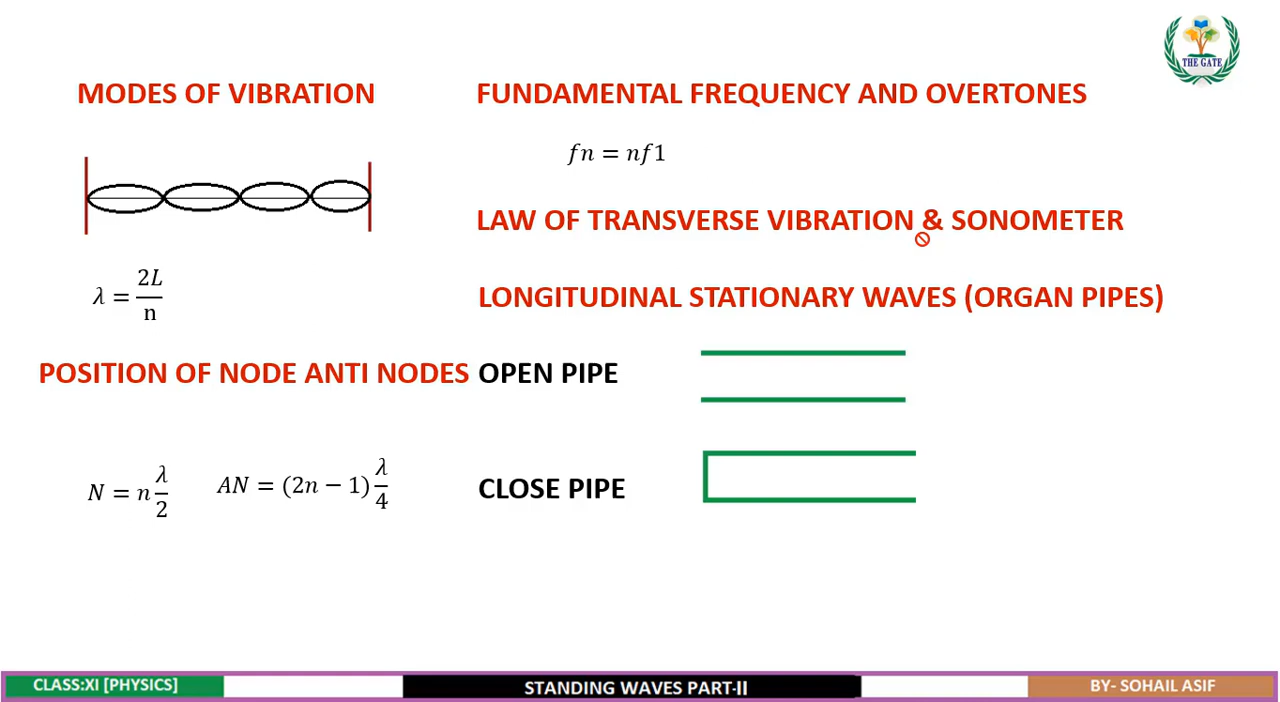 THE GATE
MODES OF VIBRATION
λ = 2L/n
POSITION OF NODE ANTI NODES
N = n λ/2
AN = (2n − 1) λ/4
FUNDAMENTAL FREQUENCY AND OVERTONES
fn = nf1
LAW OF TRANSVERSE VIBRATION & SONOMETER
LONGITUDINAL STATIONARY WAVES (ORGAN PIPES)
OPEN PIPE
CLOSE PIPE
CLASS:XI [PHYSICS]
STANDING WAVES PART-II
BY- SOHAIL ASIF